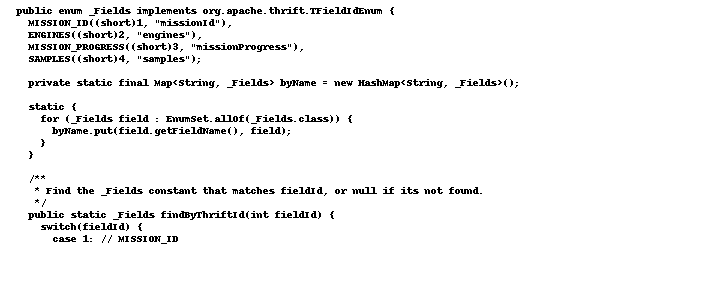 public enum _Fields implements org.apache.thrift.TFieldIdEnum {
MISSION_ID((short)1, "missionId"),
ENGINES((short)2, "engines"),
MISSION_PROGRESS((short)3, "missionProgress"),
SAMPLES((short)4, "samples");
private static final Map<String, _Fields> byName = new HashMap<String, _Fields>();
static {
for (_Fields field : EnumSet.allOf(_Fields.class)) {
byName.put(field.getFieldName(), field);
}
}
/**
* Find the _Fields constant that matches fieldId, or null if its not found.
*/
public static _Fields findByThriftId(int fieldId) {
switch(fieldId) {
case 1: // MISSION_ID